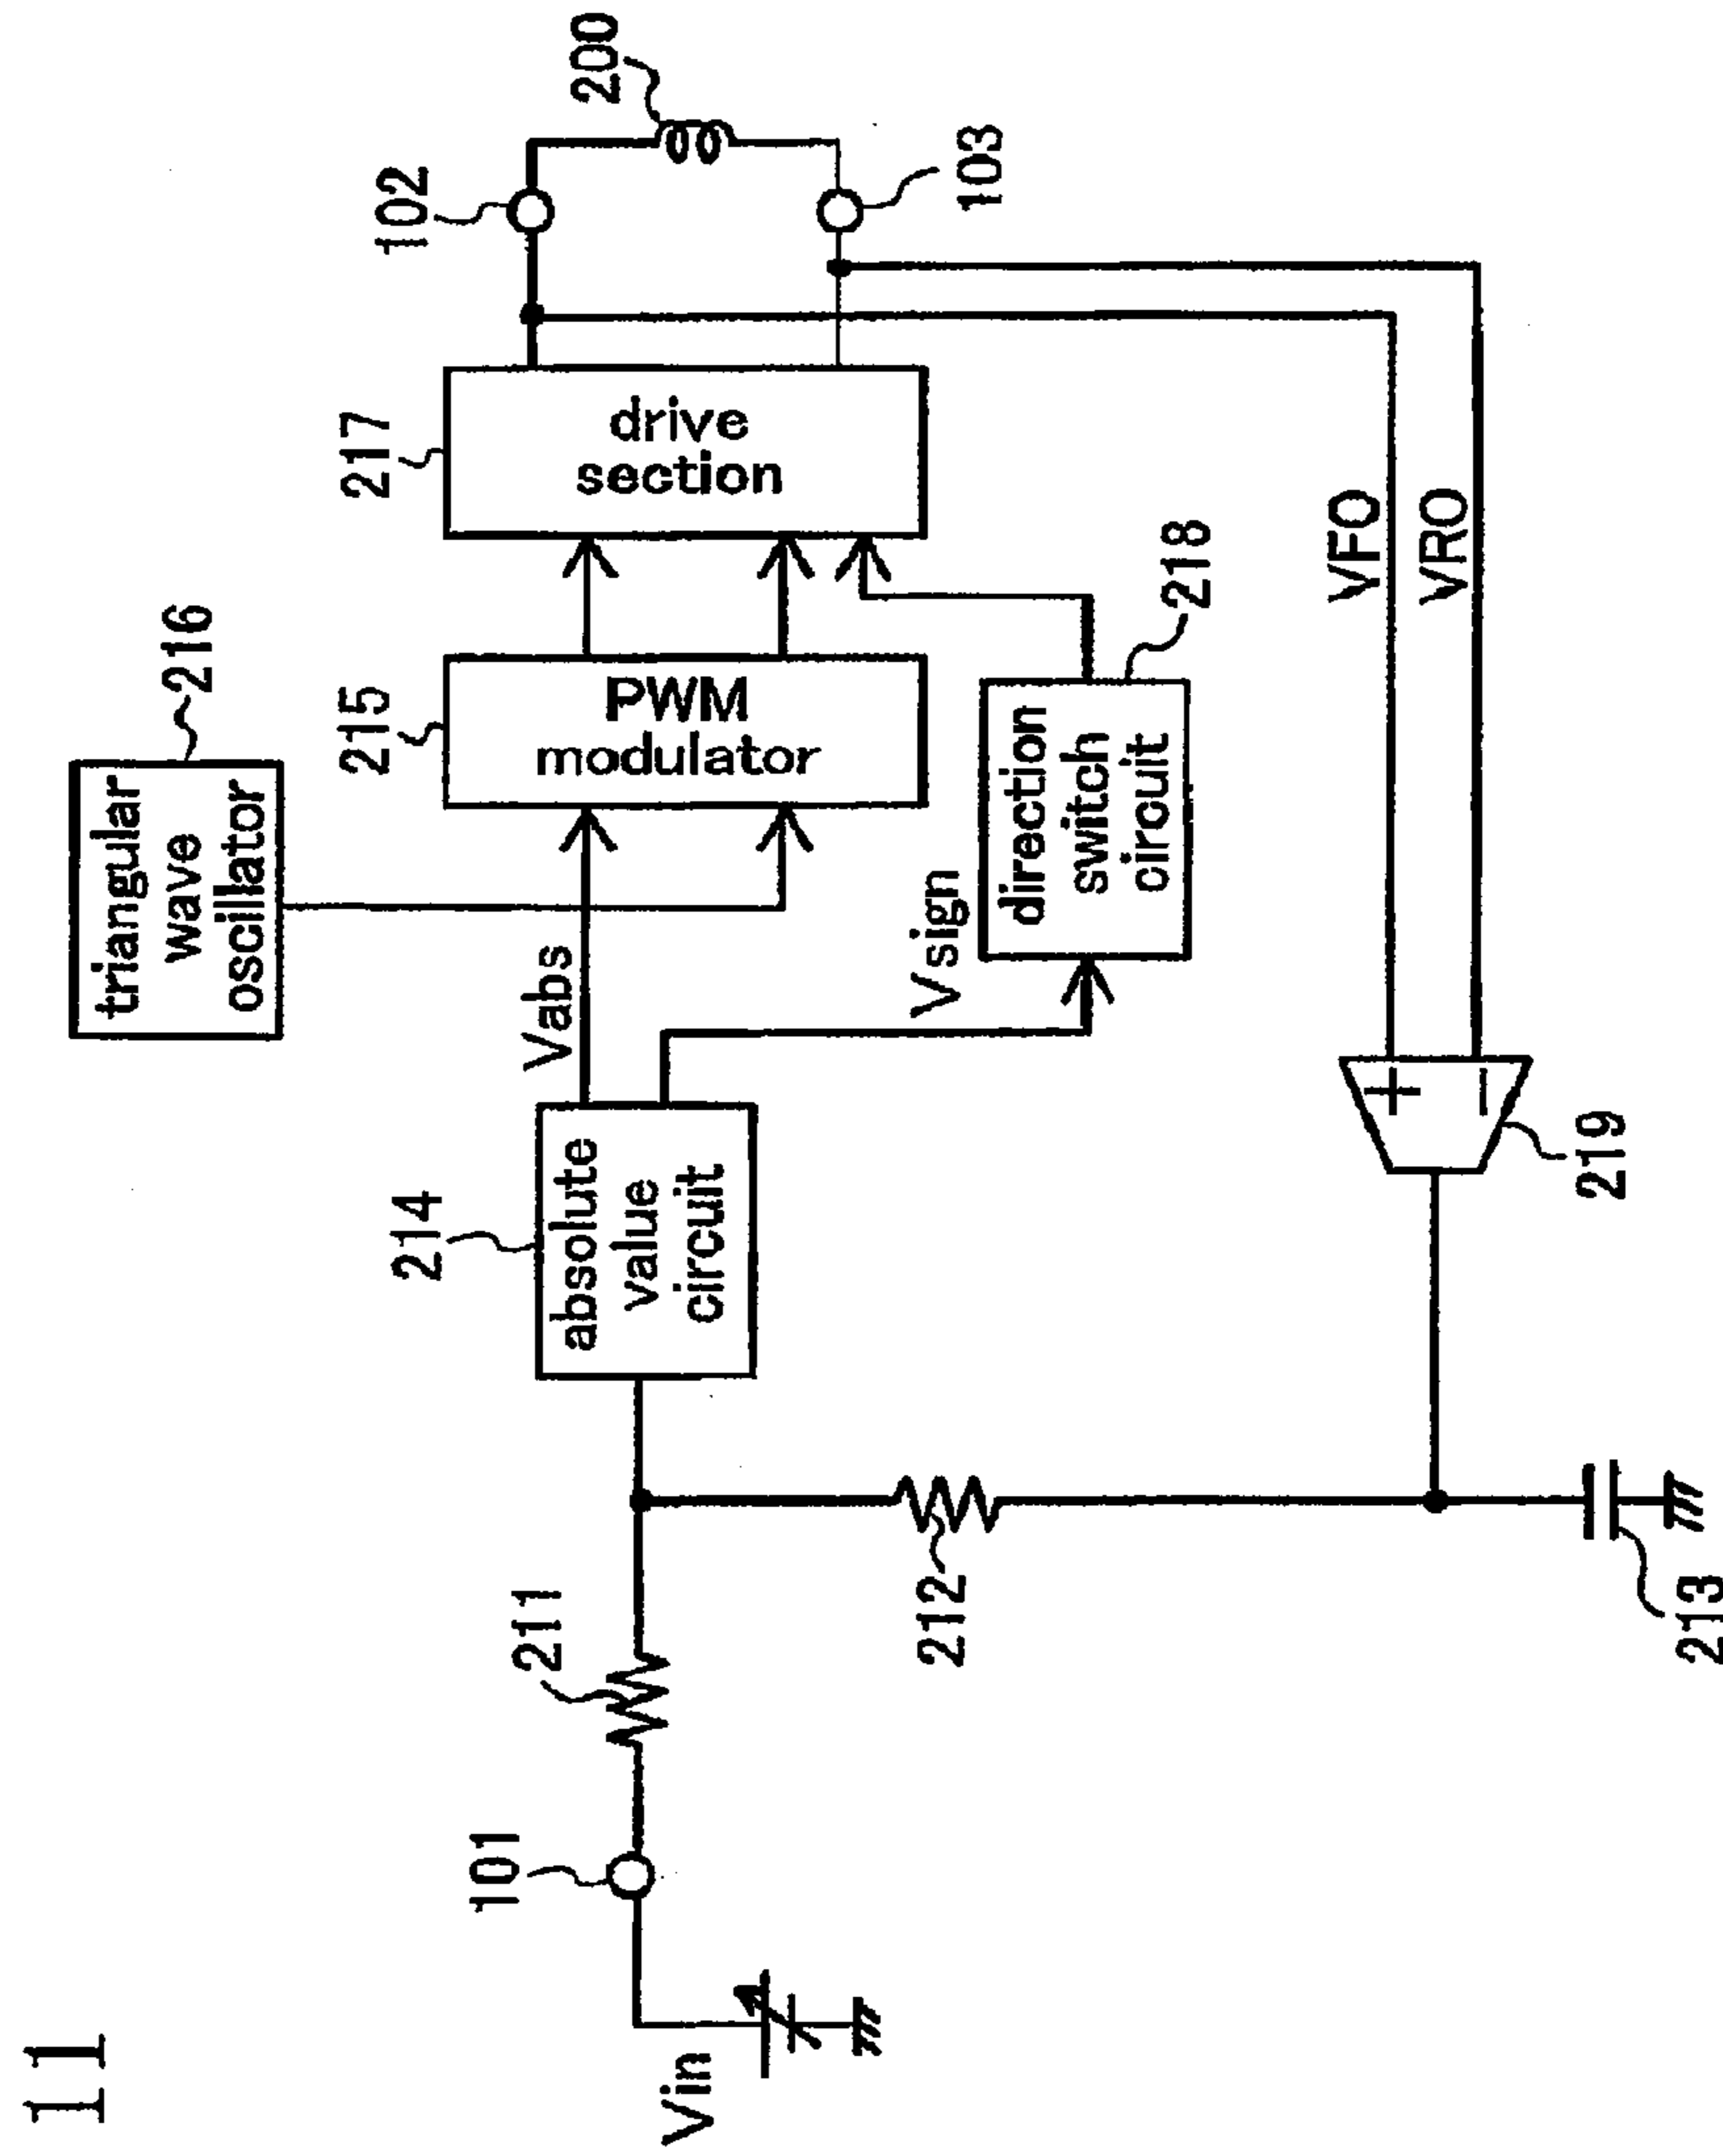 11
Vin
101
211
212
213
214
absolute
value
circuit
Vabs
Vsign
triangular
wave
oscillator
216
215
PWM
modulator
direction
switch
circuit
218
217
drive
section
102
103
200
VFO
VRO
+
−
219